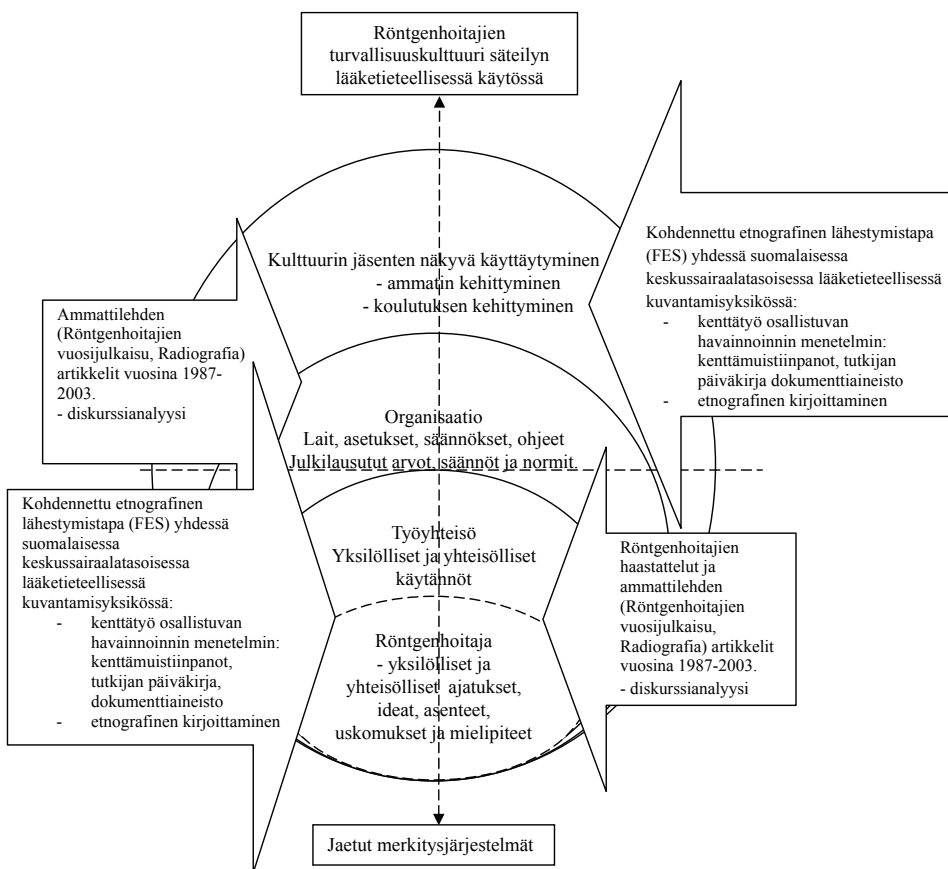 Röntgenhoitajien
turvallisuuskulttuuri säteilyn
lääketieteellisessä käytössä
Kulttuurin jäsenten näkyvä käyttäytyminen
- ammatin kehittyminen
- koulutuksen kehittyminen
Kohdennettu etnografinen lähestymistapa
(FES) yhdessä suomalaisessa
keskussairaalatasoisessa lääketieteellisessä
kuvantamisyksikössä:
- kenttätyö osallistuvan
havainnoinnin menetelmin:
kenttämuistiinpanot, tutkijan
päiväkirja dokumenttiaineisto
- etnografinen kirjoittaminen
Ammattilehden
(Röntgenhoitajien
vuosijulkaisu, Radiografia)
artikkelit vuosina 1987-
2003.
- diskurssianalyysi
Organisaatio
Lait, asetukset, säännökset, ohjeet
Julkilausutut arvot, säännöt ja normit.
Kohdennettu etnografinen
lähestymistapa (FES) yhdessä
suomalaisessa
keskussairaalatasoisessa
lääketieteellisessä
kuvantamisyksikössä:
- kenttätyö osallistuvan
havainnoinnin menetelmin:
kenttämuistiinpanot,
tutkijan päiväkirja,
dokumenttiaineisto
- etnografinen kirjoittaminen
Työyhteisö
Yksilölliset ja yhteisölliset
käytännöt
Röntgenhoitajien
haastattelut ja
ammattilehden
(Röntgenhoitajien
vuosijulkaisu,
Radiografia) artikkelit
vuosina 1987-2003.
- diskurssianalyysi
Röntgenhoitaja
- yksilölliset ja
yhteisölliset ajatukset,
ideat, asenteet,
uskomukset ja mielipiteet
Jaetut merkitysjärjestelmät